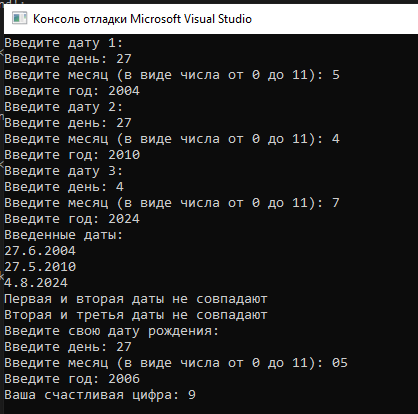 Консоль отладки Microsoft Visual Studio
Введите дату 1:
Введите день: 27
Введите месяц (в виде числа от 0 до 11): 5
Введите год: 2004
Введите дату 2:
Введите день: 27
Введите месяц (в виде числа от 0 до 11): 4
Введите год: 2010
Введите дату 3:
Введите день: 4
Введите месяц (в виде числа от 0 до 11): 7
Введите год: 2024
Введенные даты:
27.6.2004
27.5.2010
4.8.2024
Первая и вторая даты не совпадают
Вторая и третья даты не совпадают
Введите свою дату рождения:
Введите день: 27
Введите месяц (в виде числа от 0 до 11): 05
Введите год: 2006
Ваша счастливая цифра: 9